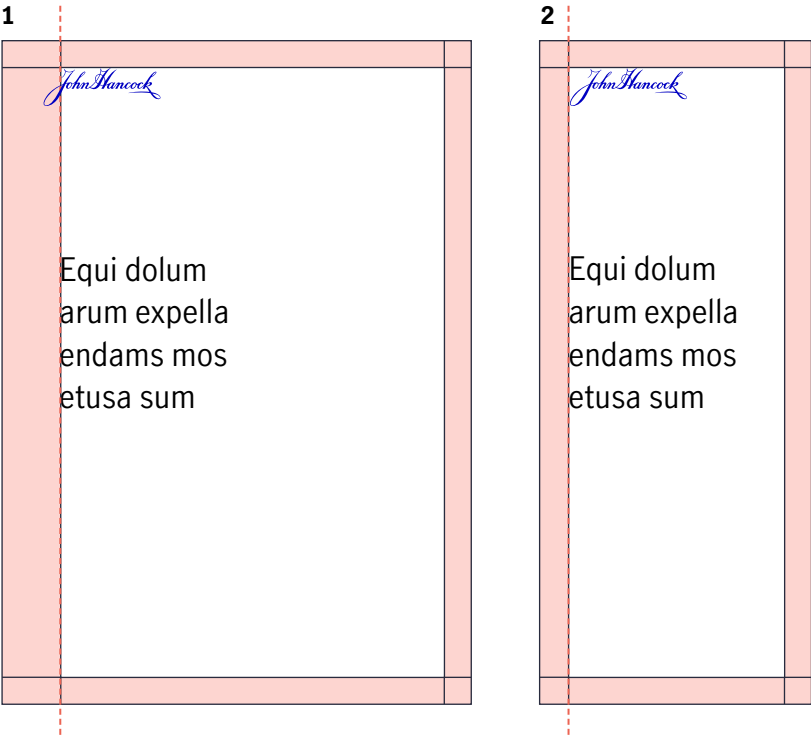 1
John Hancock
Equi dolum
arum expella
endams mos
etusa sum
2
John Hancock
Equi dolum
arum expella
endams mos
etusa sum